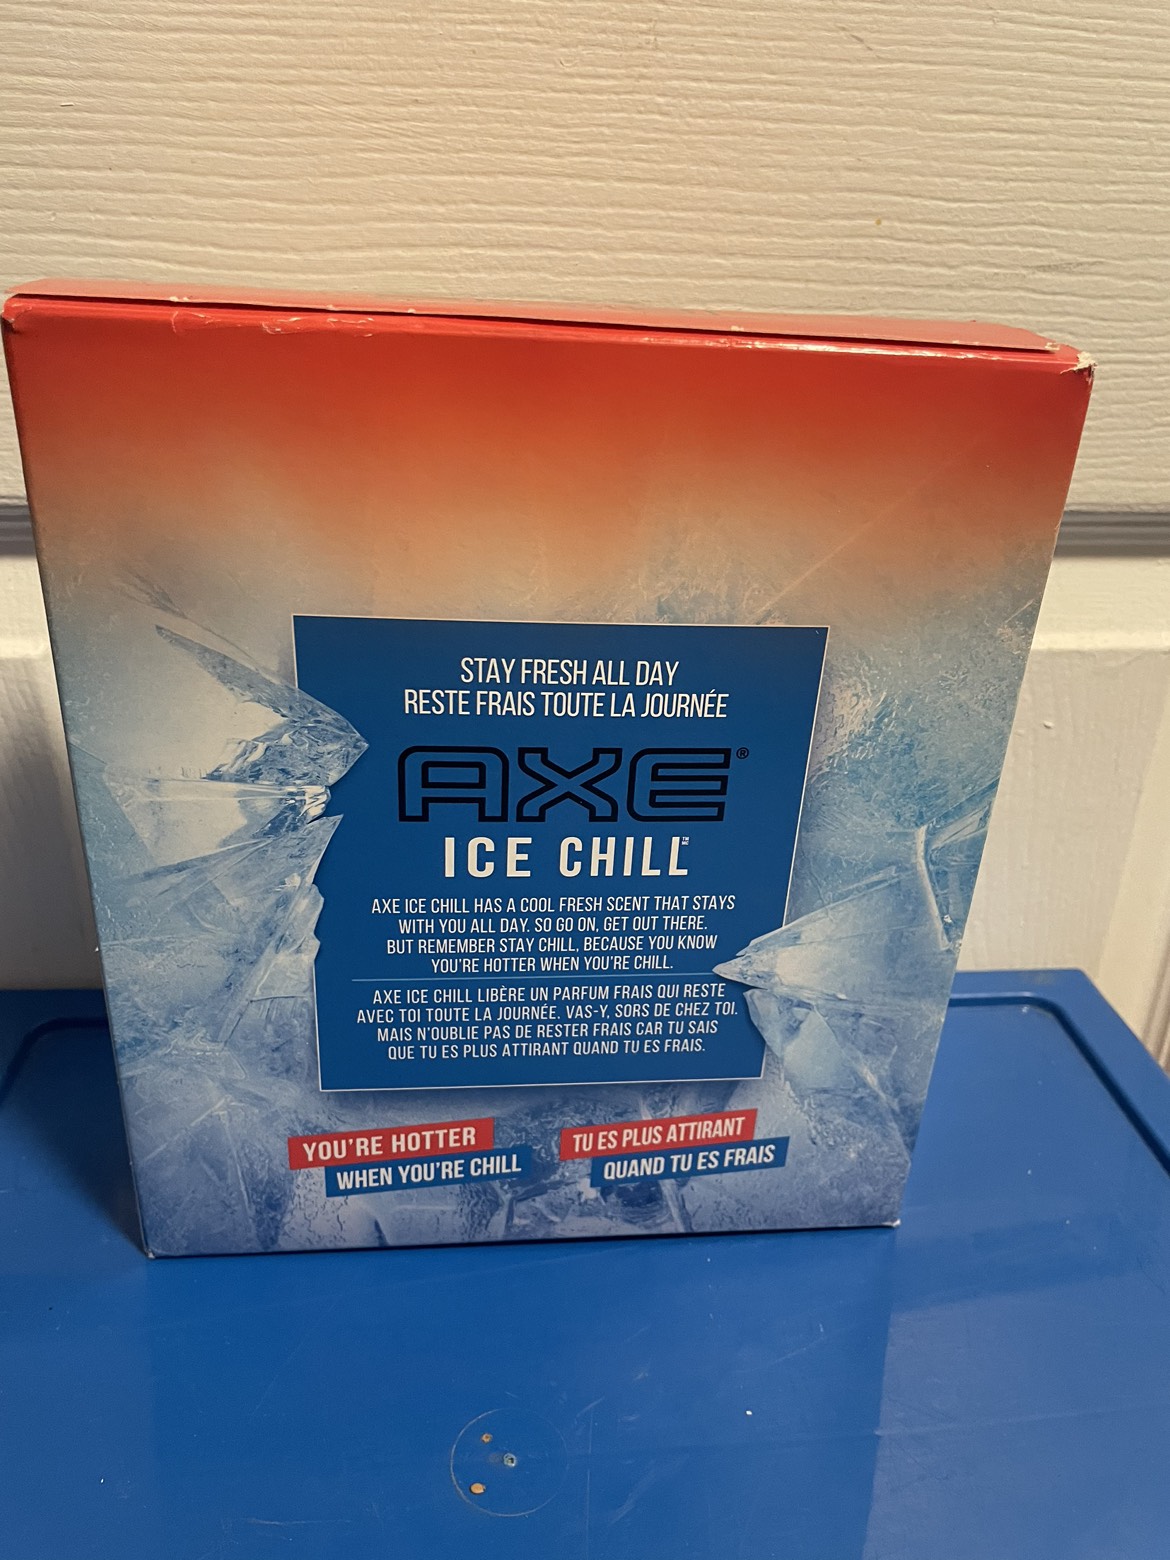 STAY FRESH ALL DAY
RESTE FRAIS TOUTE LA JOURNÉE
AXE®
ICE CHILL™ MC
AXE ICE CHILL HAS A COOL FRESH SCENT THAT STAYS
WITH YOU ALL DAY. SO GO ON, GET OUT THERE.
BUT REMEMBER STAY CHILL, BECAUSE YOU KNOW
YOU'RE HOTTER WHEN YOU'RE CHILL.
AXE ICE CHILL LIBÈRE UN PARFUM FRAIS QUI RESTE
AVEC TOI TOUTE LA JOURNÉE. VAS-Y, SORS DE CHEZ TOI.
MAIS N'OUBLIE PAS DE RESTER FRAIS CAR TU SAIS
QUE TU ES PLUS ATTIRANT QUAND TU ES FRAIS.
YOU'RE HOTTER
WHEN YOU'RE CHILL
TU ES PLUS ATTIRANT
QUAND TU ES FRAIS